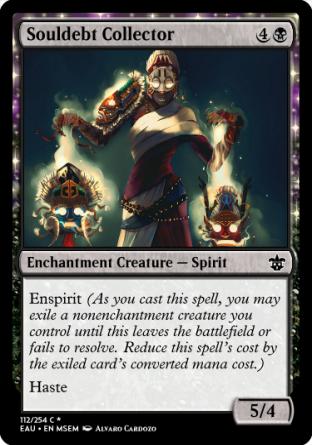 Souldebt Collector 4
Enchantment Creature — Spirit
Enspirit (As you cast this spell, you may
exile a nonenchantment creature you
control until this leaves the battlefield or
fails to resolve. Reduce this spell's cost by
the exiled card's converted mana cost.)
Haste
5/4
112/254 C *
EAU • EN MSEM Alvaro Cardozo